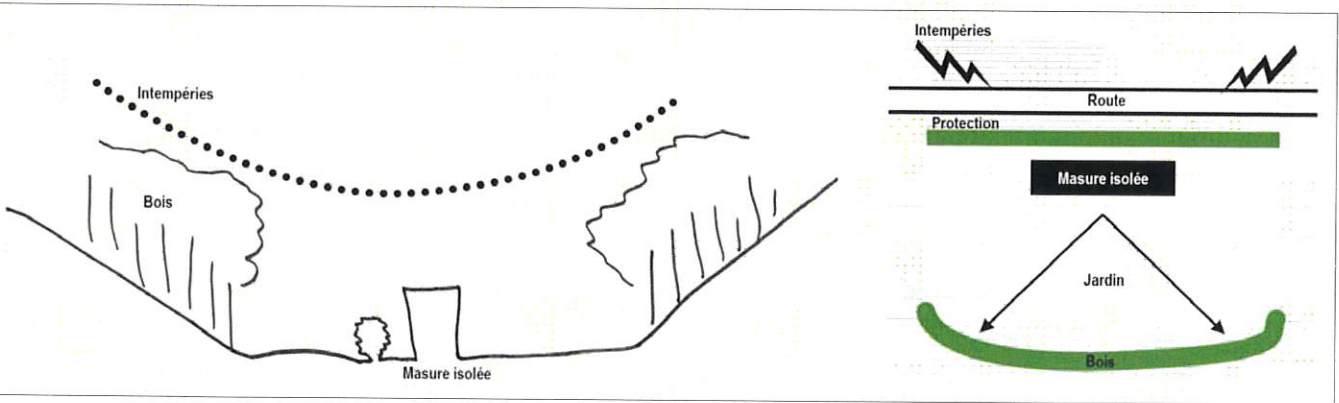 Intempéries
Bois
Masure isolée
Intempéries
Route
Protection
Masure isolée
Jardin
Bois